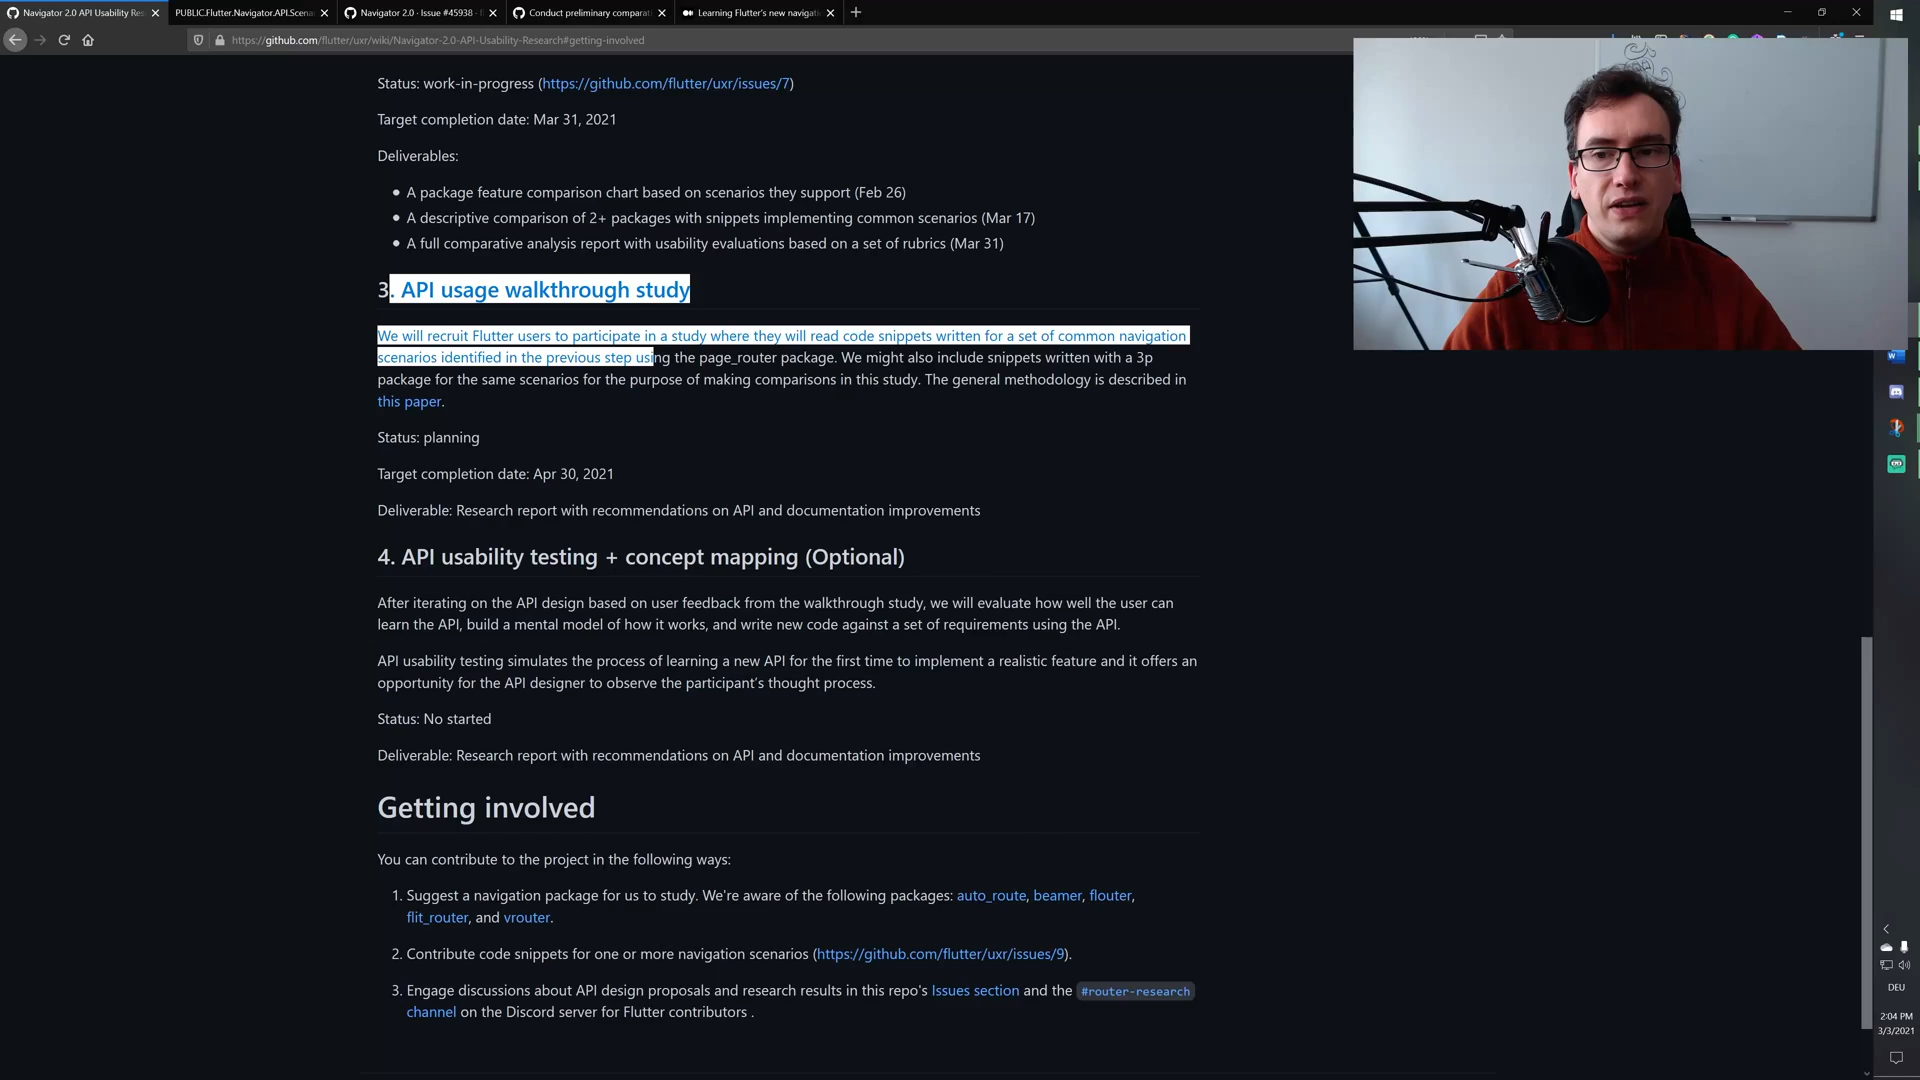 Navigator 2.0 API Usability Res
PUBLIC.Flutter.Navigator.API.Scena
Navigator 2.0 · Issue #45938 · f
Conduct preliminary comparat
Learning Flutter's new navigati
https://github.com/flutter/uxr/wiki/Navigator-2.0-API-Usability-Research#getting-involved
Status: work-in-progress (https://github.com/flutter/uxr/issues/7)
Target completion date: Mar 31, 2021
Deliverables:
• A package feature comparison chart based on scenarios they support (Feb 26)
• A descriptive comparison of 2+ packages with snippets implementing common scenarios (Mar 17)
• A full comparative analysis report with usability evaluations based on a set of rubrics (Mar 31)
3. API usage walkthrough study
We will recruit Flutter users to participate in a study where they will read code snippets written for a set of common navigation
scenarios identified in the previous step using the page_router package. We might also include snippets written with a 3p
package for the same scenarios for the purpose of making comparisons in this study. The general methodology is described in
this paper.
Status: planning
Target completion date: Apr 30, 2021
Deliverable: Research report with recommendations on API and documentation improvements
4. API usability testing + concept mapping (Optional)
After iterating on the API design based on user feedback from the walkthrough study, we will evaluate how well the user can
learn the API, build a mental model of how it works, and write new code against a set of requirements using the API.
API usability testing simulates the process of learning a new API for the first time to implement a realistic feature and it offers an
opportunity for the API designer to observe the participant's thought process.
Status: No started
Deliverable: Research report with recommendations on API and documentation improvements
Getting involved
You can contribute to the project in the following ways:
1. Suggest a navigation package for us to study. We're aware of the following packages: auto_route, beamer, flouter,
flit_router, and vrouter.
2. Contribute code snippets for one or more navigation scenarios (https://github.com/flutter/uxr/issues/9).
3. Engage discussions about API design proposals and research results in this repo's Issues section and the #router-research
channel on the Discord server for Flutter contributors .
DEU
2:04 PM
3/3/2021